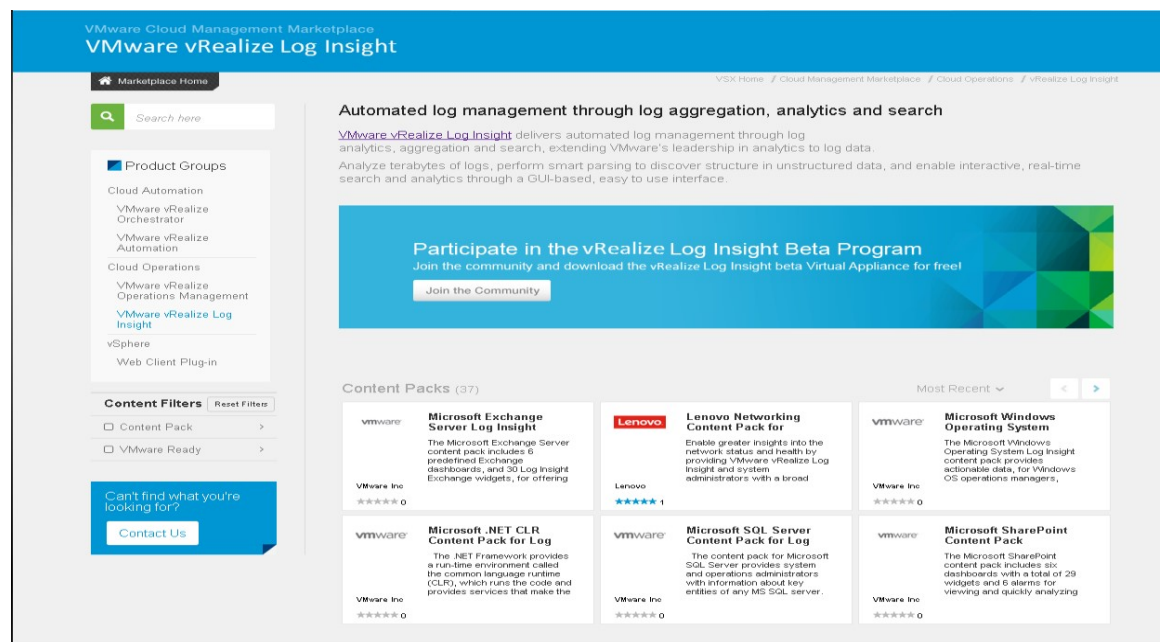 VMware Cloud Management Marketplace
VMware vRealize Log Insight
Marketplace Home
VSX Home / Cloud Management Marketplace / Cloud Operations / vRealize Log Insight
Search here
Product Groups
Cloud Automation
VMware vRealize
Orchestrator
VMware vRealize
Automation
Cloud Operations
VMware vRealize
Operations Management
VMware vRealize Log
Insight
vSphere
Web Client Plug-in
Content Filters Reset Filters
Content Pack >
VMware Ready >
Can't find what you're
looking for?
Contact Us
Automated log management through log aggregation, analytics and search
VMware vRealize Log Insight delivers automated log management through log
analytics, aggregation and search, extending VMware's leadership in analytics to log data.
Analyze terabytes of logs, perform smart parsing to discover structure in unstructured data, and enable interactive, real-time
search and analytics through a GUI-based, easy to use interface.
Participate in the vRealize Log Insight Beta Program
Join the community and download the vRealize Log Insight beta Virtual Appliance for free!
Join the Community
Content Packs (37)
Most Recent
< >
vmware
Microsoft Exchange
Server Log Insight
The Microsoft Exchange Server
content pack includes 6
predefined Exchange
dashboards, and 30 Log Insight
Exchange widgets, for offering
VMware Inc
0
Lenovo
Lenovo Networking
Content Pack for
Enable greater insights into the
network status and health by
providing VMware vRealize Log
Insight and system
administrators with a broad
Lenovo
1
vmware
Microsoft Windows
Operating System
The Microsoft Windows
Operating System Log Insight
content pack provides
actionable data, for Windows
OS operations managers,
VMware Inc
0
vmware
Microsoft .NET CLR
Content Pack for Log
The .NET Framework provides
a run-time environment called
the common language runtime
(CLR), which runs the code and
provides services that make the
VMware Inc
0
vmware
Microsoft SQL Server
Content Pack for Log
The content pack for Microsoft
SQL Server provides system
and operations administrators
with information about key
entities of any MS SQL server.
VMware Inc
0
vmware
Microsoft SharePoint
Content Pack
The Microsoft SharePoint
content pack includes six
dashboards with a total of 29
widgets and 6 alarms for
viewing and quickly analyzing
VMware Inc
0